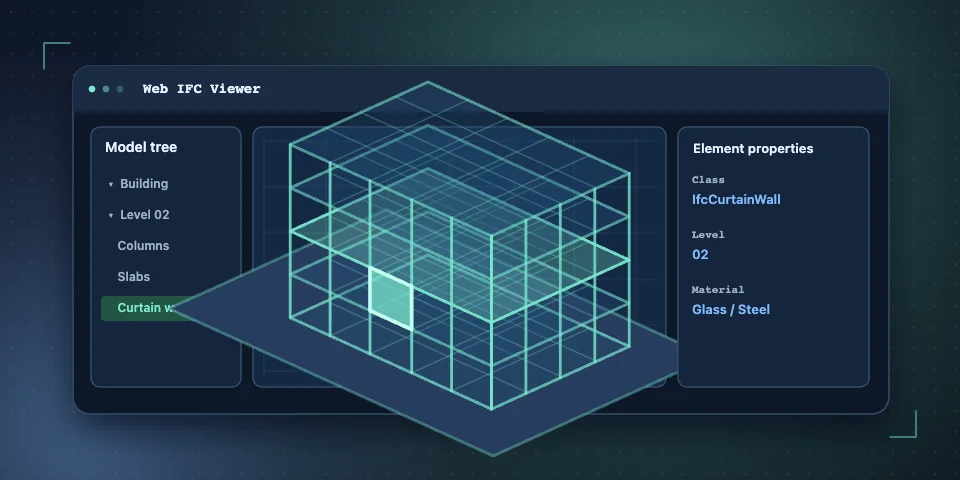 Web IFC Viewer
Model tree
Building
Level 02
Columns
Slabs
Curtain
Element properties
Class
IfcCurtainWall
Level
02
Material
Glass / Steel